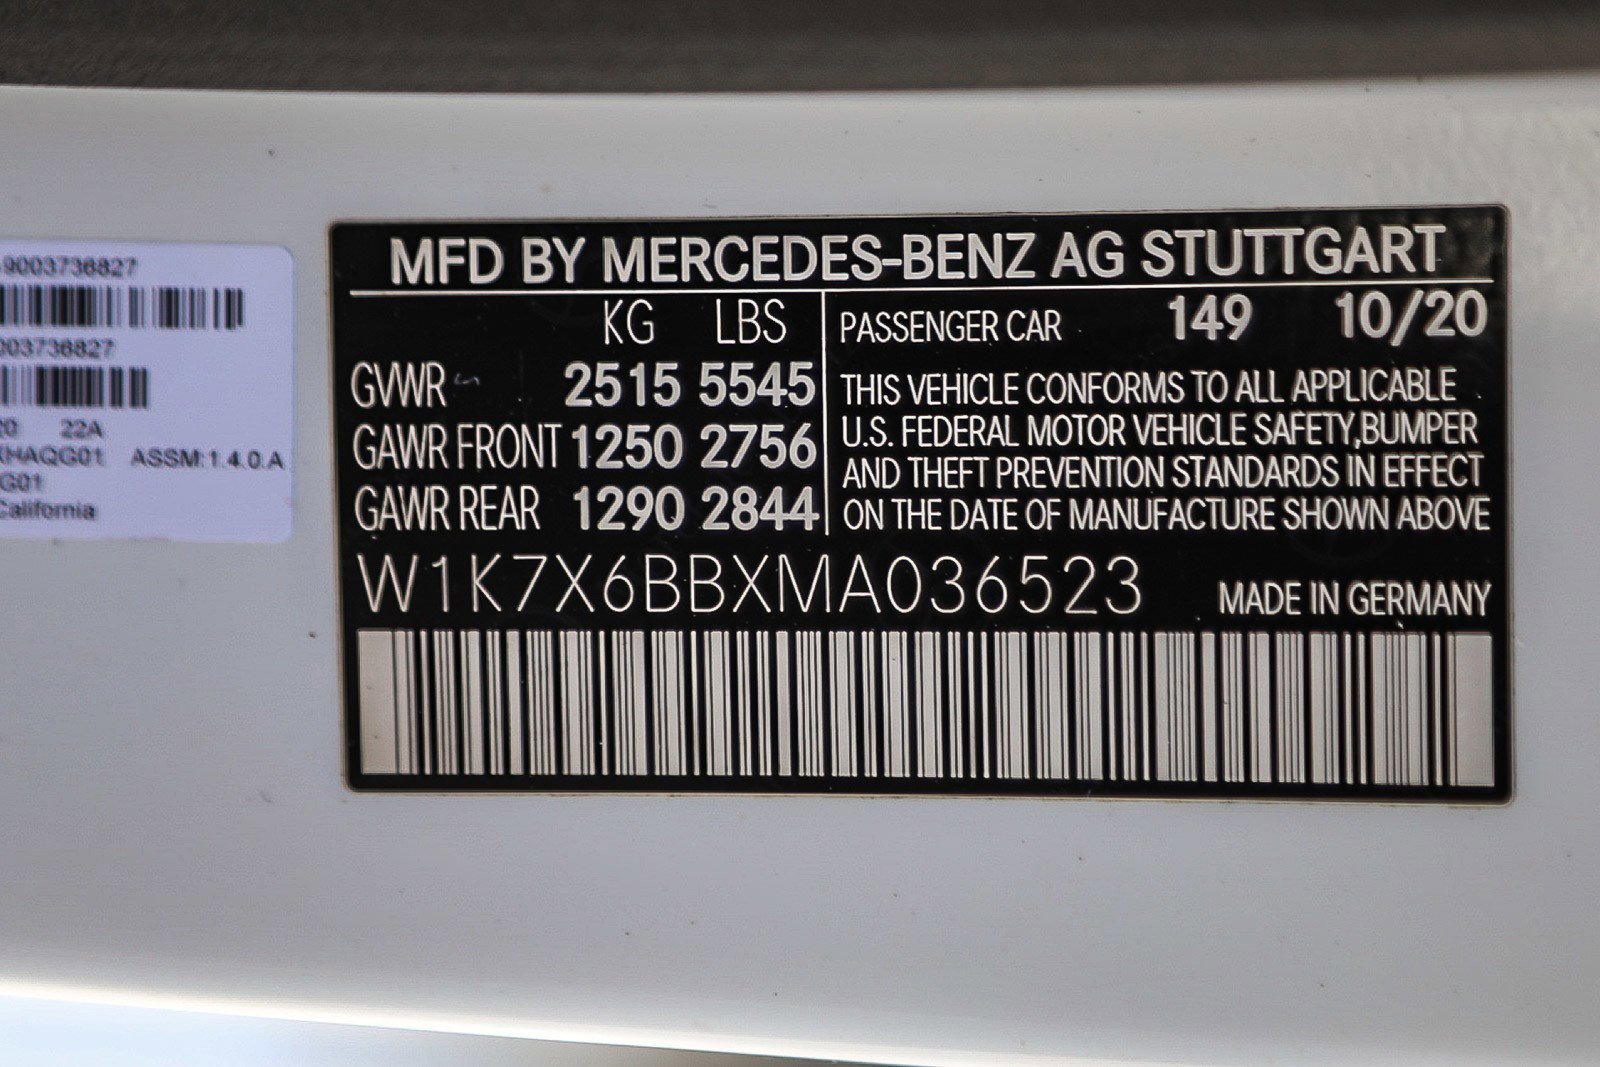 9003736827
003736827
20 22A
HAQG01 ASSM:1.4.0.A
G01
California
MFD BY MERCEDES-BENZ AG STUTTGART
KG LBS
PASSENGER CAR 149 10/20
GVWR 2515 5545
GAWR FRONT 1250 2756
GAWR REAR 1290 2844
THIS VEHICLE CONFORMS TO ALL APPLICABLE
U.S. FEDERAL MOTOR VEHICLE SAFETY,BUMPER
AND THEFT PREVENTION STANDARDS IN EFFECT
ON THE DATE OF MANUFACTURE SHOWN ABOVE
W1K7X6BBXMA036523
MADE IN GERMANY